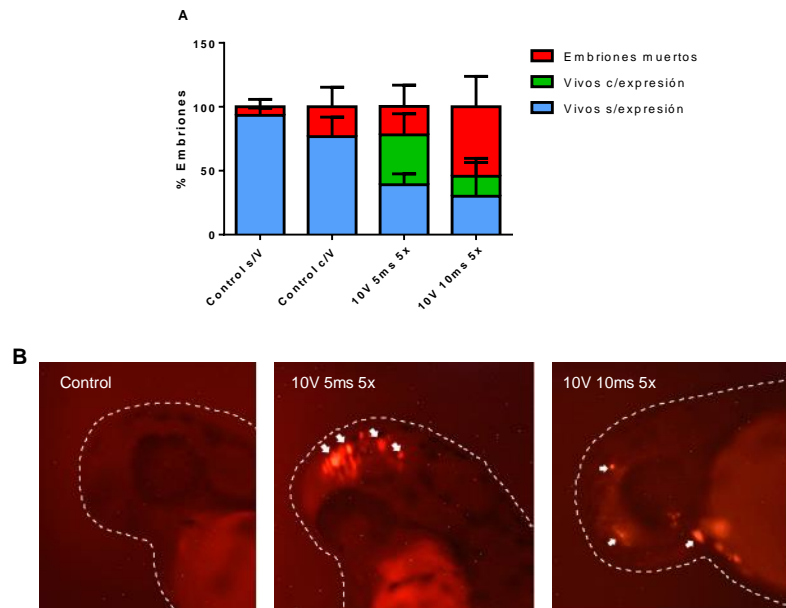 A
150
100
50
0
% Embriones
Control s/V
Control c/V
10V 5ms 5x
10V 10ms 5x
Embriones muertos
Vivos c/expresión
Vivos s/expresión
B
Control
10V 5ms 5x
10V 10ms 5x